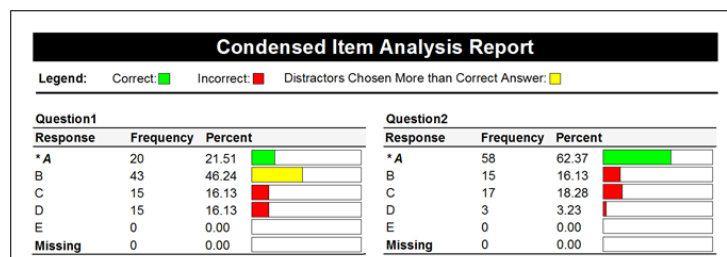 Condensed Item Analysis Report
Legend: Correct: Incorrect: Distractors Chosen More than Correct Answer:
Question1
Response Frequency Percent
*A 20 21.51
B 43 46.24
C 15 16.13
D 15 16.13
E 0 0.00
Missing 0 0.00
Question2
Response Frequency Percent
*A 58 62.37
B 15 16.13
C 17 18.28
D 3 3.23
E 0 0.00
Missing 0 0.00